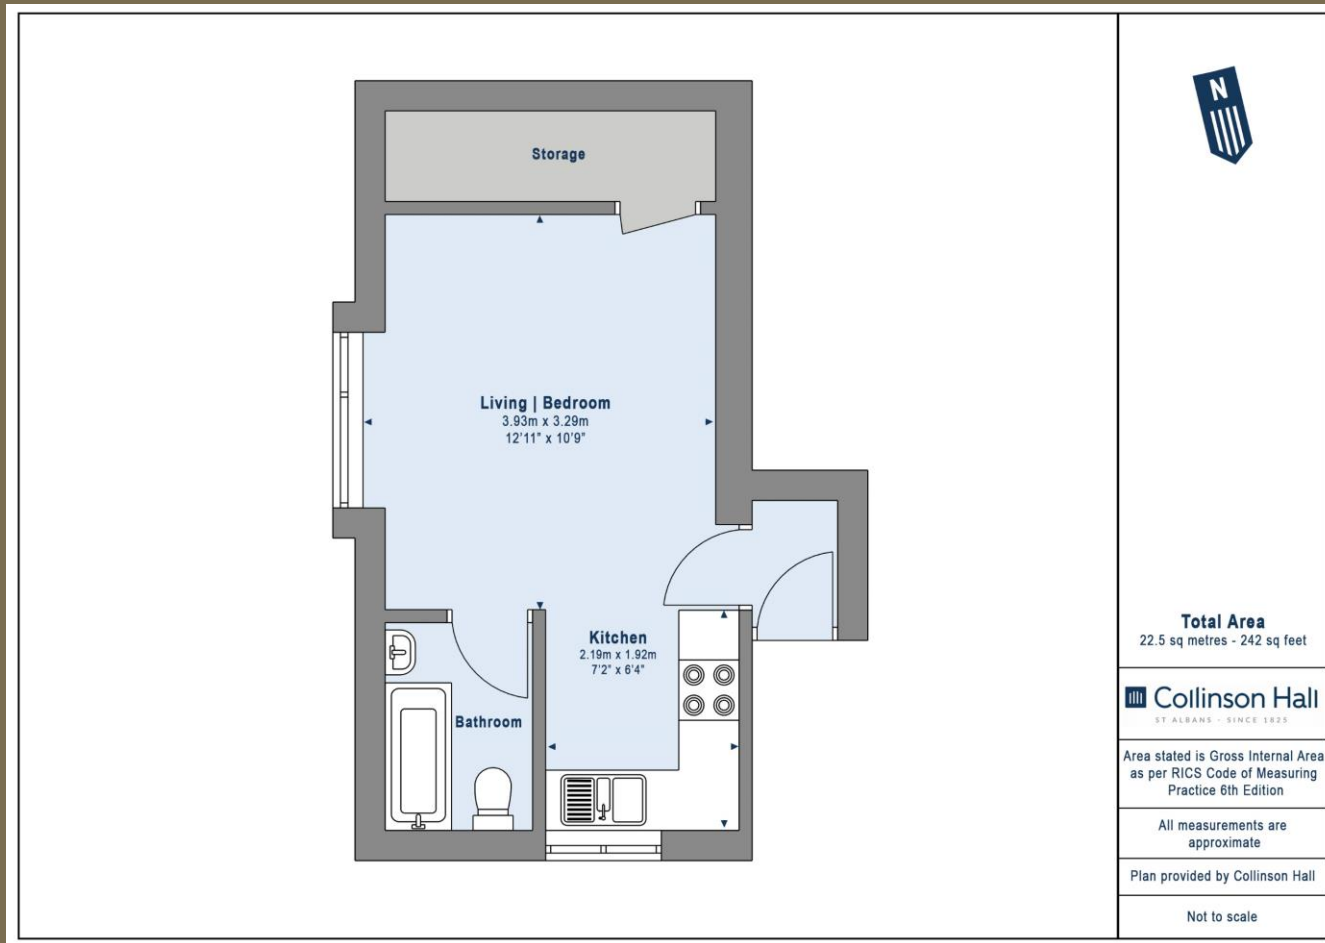 Storage
Living | Bedroom
3.93m x 3.29m
12'11" x 10'9"
Kitchen
2.19m x 1.92m
7'2" x 6'4"
Bathroom
N
Total Area
22.5 sq metres - 242 sq feet
Collinson Hall
ST ALBANS - SINCE 1825
Area stated is Gross Internal Area
as per RICS Code of Measuring
Practice 6th Edition
All measurements are
approximate
Plan provided by Collinson Hall
Not to scale